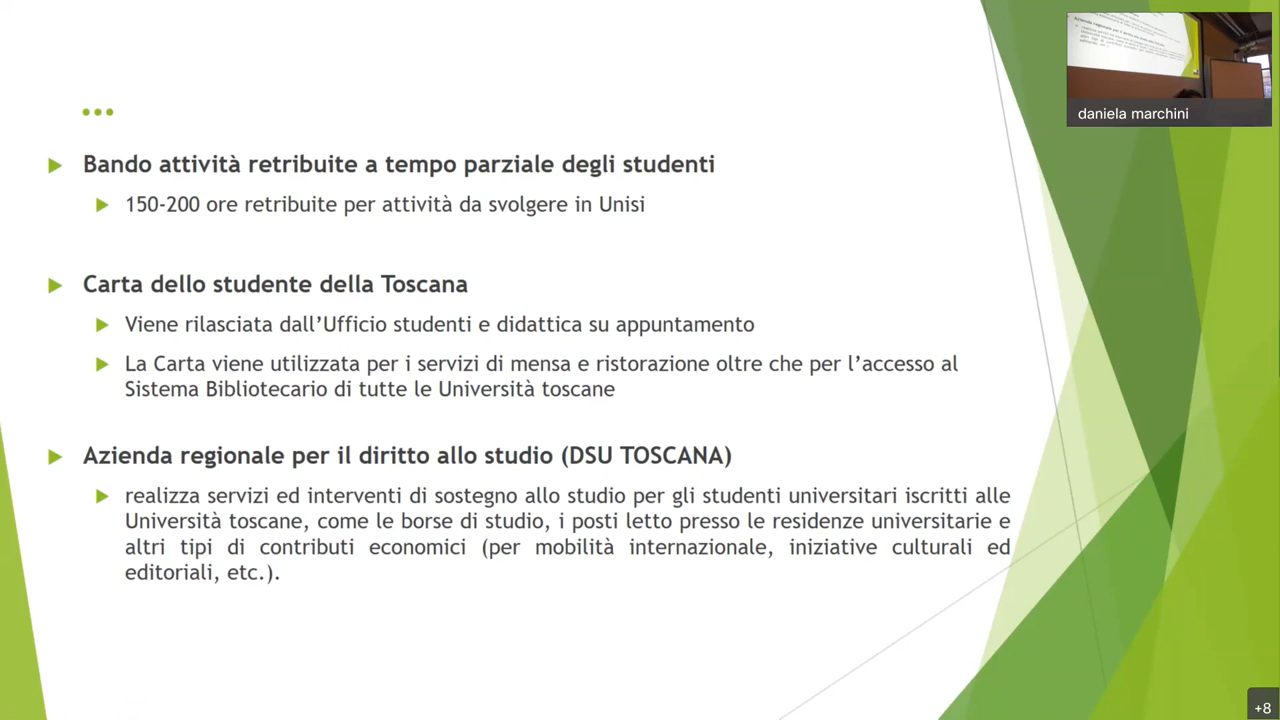 ...
Bando attività retribuite a tempo parziale degli studenti
150-200 ore retribuite per attività da svolgere in Unisi
Carta dello studente della Toscana
Viene rilasciata dall’Ufficio studenti e didattica su appuntamento
La Carta viene utilizzata per i servizi di mensa e ristorazione oltre che per l’accesso al
Sistema Bibliotecario di tutte le Università toscane
Azienda regionale per il diritto allo studio (DSU TOSCANA)
realizza servizi ed interventi di sostegno allo studio per gli studenti universitari iscritti alle
Università toscane, come le borse di studio, i posti letto presso le residenze universitarie e
altri tipi di contributi economici (per mobilità internazionale, iniziative culturali ed
editoriali, etc.).
daniela marchini
+8